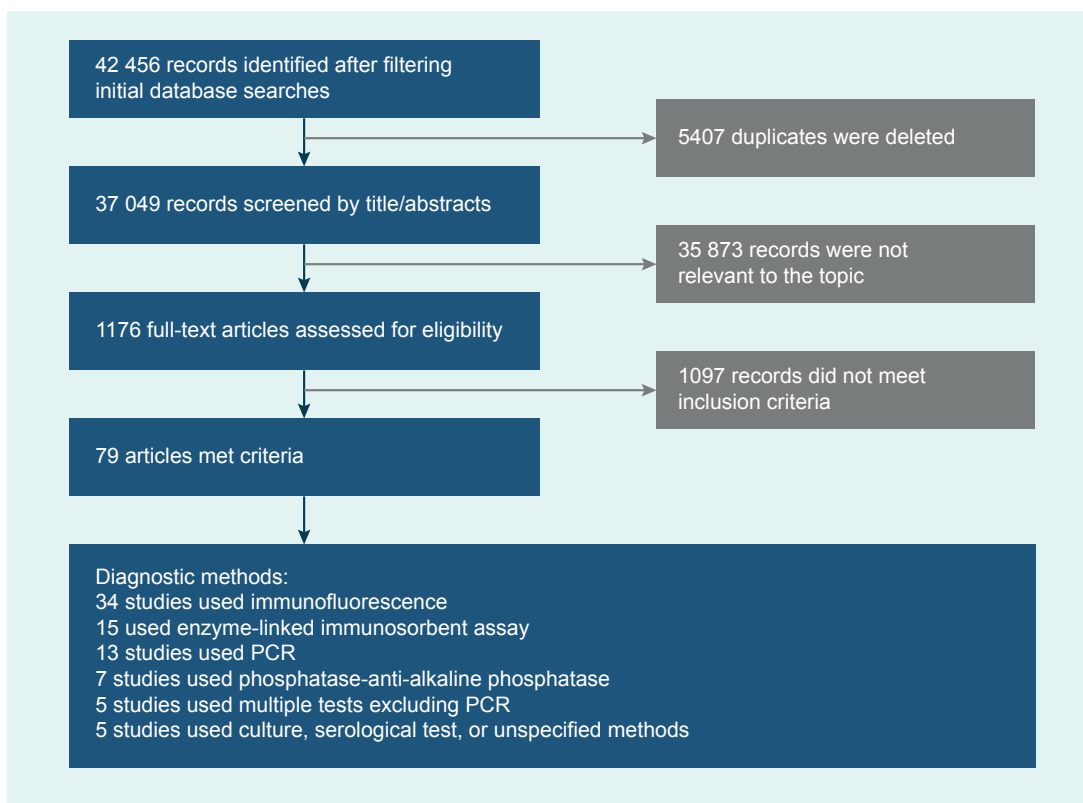 42 456 records identified after filtering
initial database searches
5407 duplicates were deleted
37 049 records screened by title/abstracts
35 873 records were not
relevant to the topic
1176 full-text articles assessed for eligibility
1097 records did not meet
inclusion criteria
79 articles met criteria
Diagnostic methods:
34 studies used immunofluorescence
15 used enzyme-linked immunosorbent assay
13 studies used PCR
7 studies used phosphatase-anti-alkaline phosphatase
5 studies used multiple tests excluding PCR
5 studies used culture, serological test, or unspecified methods